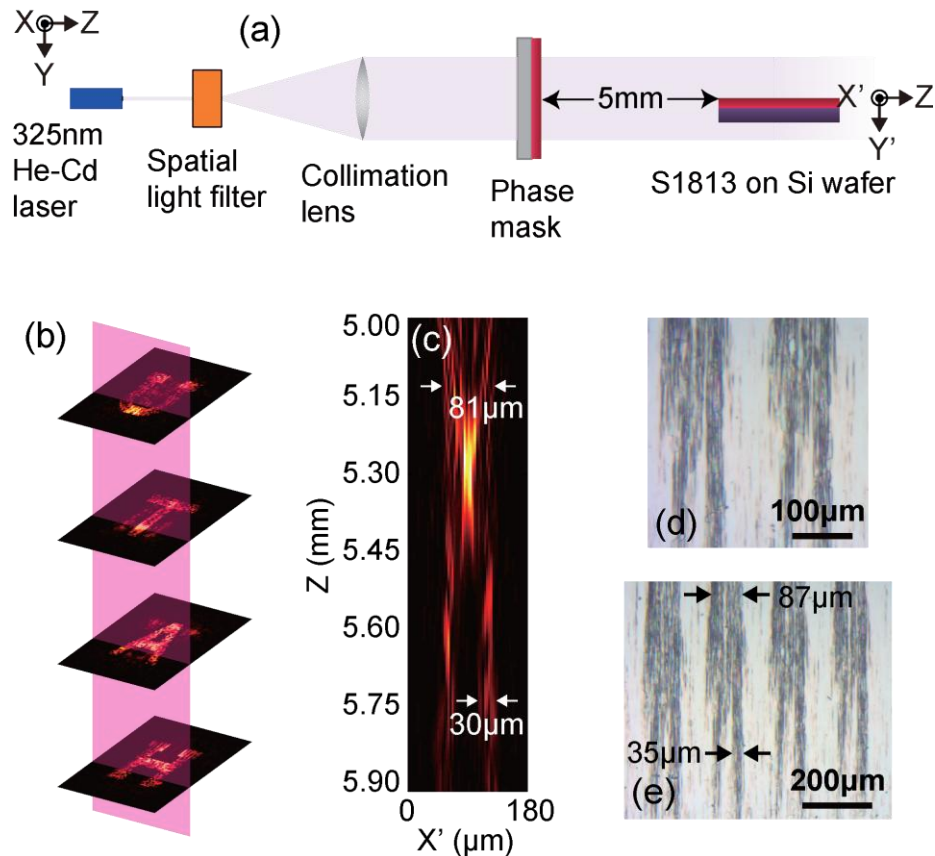 X Z
Y
(a)
325nm
He-Cd
laser
Spatial
light filter
Collimation
lens
Phase
mask
5mm
X' Z
Y'
S1813 on Si wafer
(b)
U
T
A
H
(c)
Z (mm)
5.00
5.15
5.30
5.45
5.60
5.75
5.90
81µm
30µm
0 180
X' (µm)
(d)
100µm
87µm
35µm
200µm
(e)